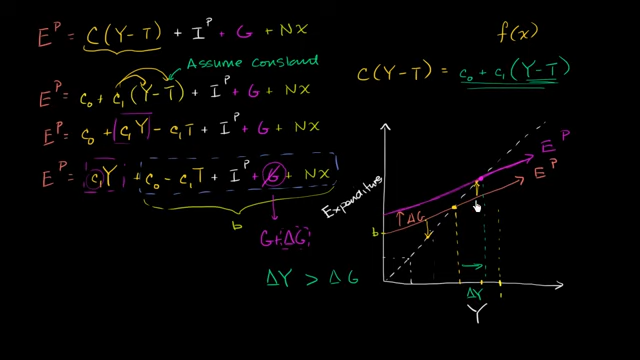 E^P = C(Y-T) + I^P + G + NX
Assume constant
E^P = c₀ + c₁(Y-T) + I^P + G + NX
E^P = c₀ + c₁Y - c₁T + I^P + G + NX
E^P = c₁Y + c₀ - c₁T + I^P + G + NX
b
G + ΔG
ΔY > ΔG
f(x)
C(Y-T) = c₀ + c₁(Y-T)
Expenditure
E^P
E^P
ΔG
b
ΔY
Y